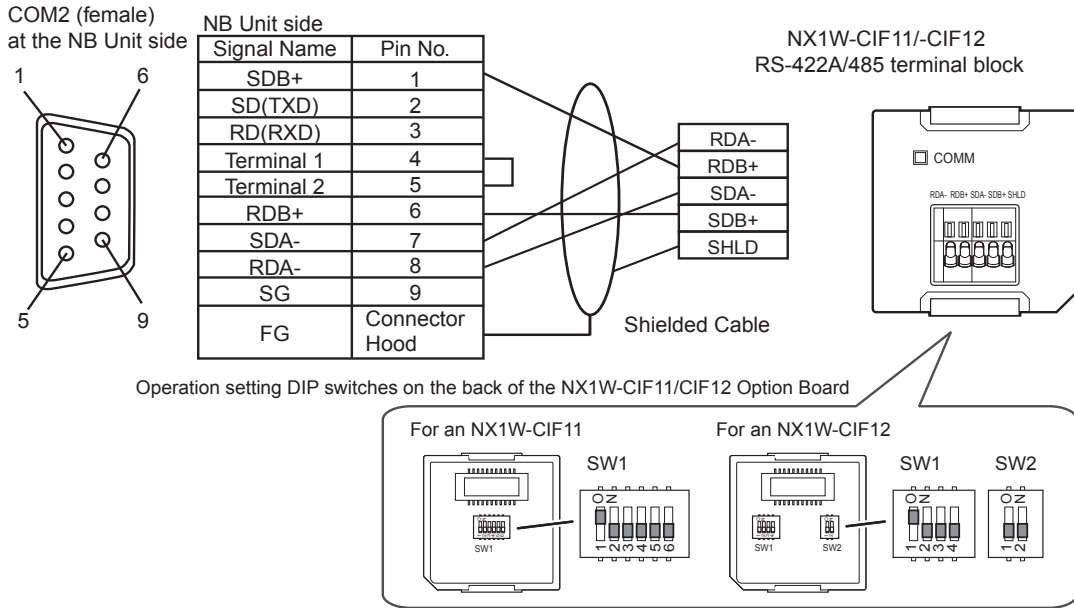 COM2 (female)
at the NB Unit side
1
6
5
9
NB Unit side
Signal Name Pin No.
SDB+ 1
SD(TXD) 2
RD(RXD) 3
Terminal 1 4
Terminal 2 5
RDB+ 6
SDA- 7
RDA- 8
SG 9
FG Connector Hood
RDA-
RDB+
SDA-
SDB+
SHLD
Shielded Cable
NX1W-CIF11/-CIF12
RS-422A/485 terminal block
COMM
RDA- RDB+ SDA- SDB+ SHLD
Operation setting DIP switches on the back of the NX1W-CIF11/CIF12 Option Board
For an NX1W-CIF11
SW1
SW1
ON
1 2 3 4 5 6
For an NX1W-CIF12
SW1 SW2
SW1
ON
1 2 3 4
SW2
ON
1 2